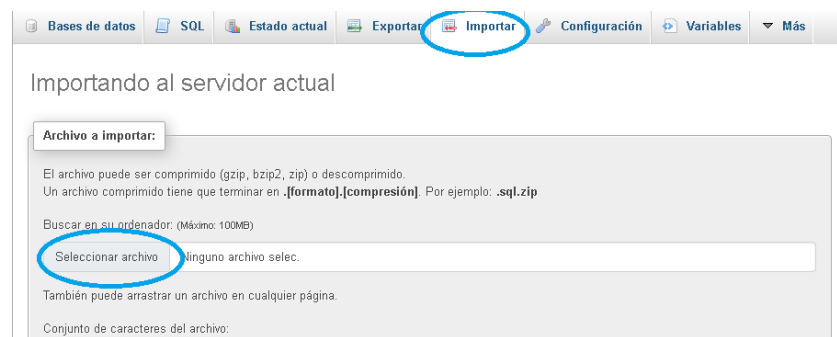 Bases de datos SQL Estado actual Exportar Importar Configuración Variables Más
Importando al servidor actual
Archivo a importar:
El archivo puede ser comprimido (gzip, bzip2, zip) o descomprimido.
Un archivo comprimido tiene que terminar en .[formato].[compresión]. Por ejemplo: .sql.zip
Buscar en su ordenador: (Máximo: 100MB)
Seleccionar archivo Ninguno archivo selec.
También puede arrastrar un archivo en cualquier página.
Conjunto de caracteres del archivo: